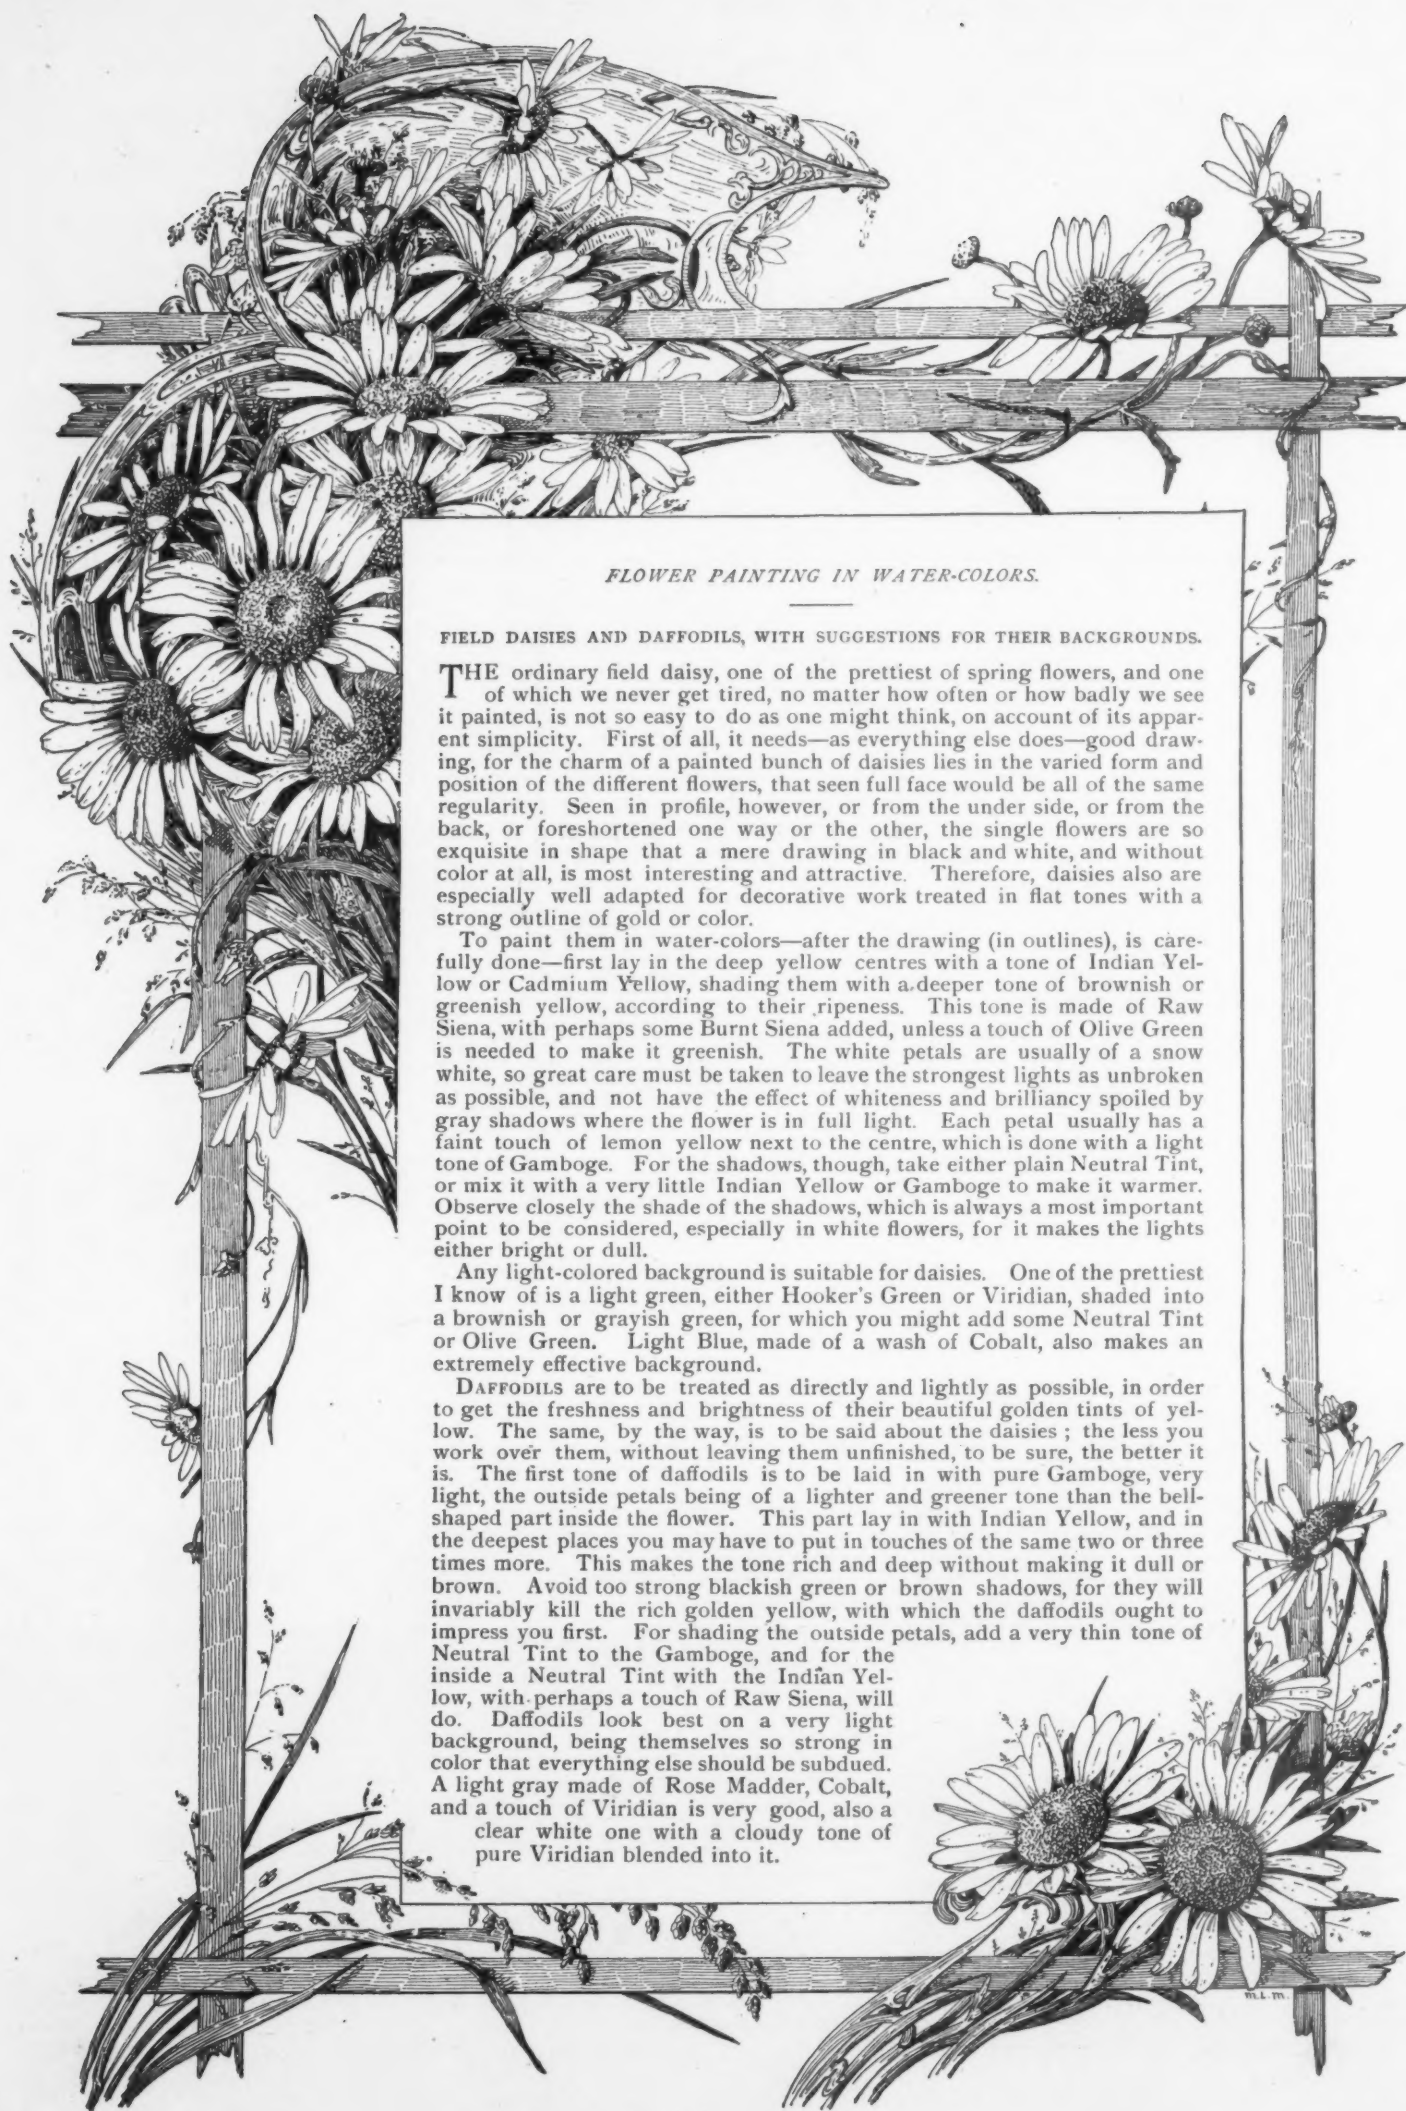 FLOWER PAINTING IN WATER-COLORS.
FIELD DAISIES AND DAFFODILS, WITH SUGGESTIONS FOR THEIR BACKGROUNDS.
THE ordinary field daisy, one of the prettiest of spring flowers, and one
of which we never get tired, no matter how often or how badly we see
it painted, is not so easy to do as one might think, on account of its appar-
ent simplicity. First of all, it needs—as everything else does—good draw-
ing, for the charm of a painted bunch of daisies lies in the varied form and
position of the different flowers, that seen full face would be all of the same
regularity. Seen in profile, however, or from the under side, or from the
back, or foreshortened one way or the other, the single flowers are so
exquisite in shape that a mere drawing in black and white, and without
color at all, is most interesting and attractive. Therefore, daisies also are
especially well adapted for decorative work treated in flat tones with a
strong outline of gold or color.
To paint them in water-colors—after the drawing (in outlines), is care-
fully done—first lay in the deep yellow centres with a tone of Indian Yel-
low or Cadmium Yellow, shading them with a deeper tone of brownish or
greenish yellow, according to their ripeness. This tone is made of Raw
Siena, with perhaps some Burnt Siena added, unless a touch of Olive Green
is needed to make it greenish. The white petals are usually of a snow
white, so great care must be taken to leave the strongest lights as unbroken
as possible, and not have the effect of whiteness and brilliancy spoiled by
gray shadows where the flower is in full light. Each petal usually has a
faint touch of lemon yellow next to the centre, which is done with a light
tone of Gamboge. For the shadows, though, take either plain Neutral Tint,
or mix it with a very little Indian Yellow or Gamboge to make it warmer.
Observe closely the shade of the shadows, which is always a most important
point to be considered, especially in white flowers, for it makes the lights
either bright or dull.
Any light-colored background is suitable for daisies. One of the prettiest
I know of is a light green, either Hooker's Green or Viridian, shaded into
a brownish or grayish green, for which you might add some Neutral Tint
or Olive Green. Light Blue, made of a wash of Cobalt, also makes an
extremely effective background.
DAFFODILS are to be treated as directly and lightly as possible, in order
to get the freshness and brightness of their beautiful golden tints of yel-
low. The same, by the way, is to be said about the daisies ; the less you
work over them, without leaving them unfinished, to be sure, the better it
is. The first tone of daffodils is to be laid in with pure Gamboge, very
light, the outside petals being of a lighter and greener tone than the bell-
shaped part inside the flower. This part lay in with Indian Yellow, and in
the deepest places you may have to put in touches of the same two or three
times more. This makes the tone rich and deep without making it dull or
brown. Avoid too strong blackish green or brown shadows, for they will
invariably kill the rich golden yellow, with which the daffodils ought to
impress you first. For shading the outside petals, add a very thin tone of
Neutral Tint to the Gamboge, and for the
inside a Neutral Tint with the Indian Yel-
low, with perhaps a touch of Raw Siena, will
do. Daffodils look best on a very light
background, being themselves so strong in
color that everything else should be subdued.
A light gray made of Rose Madder, Cobalt,
and a touch of Viridian is very good, also a
clear white one with a cloudy tone of
pure Viridian blended into it.
M.L.M.